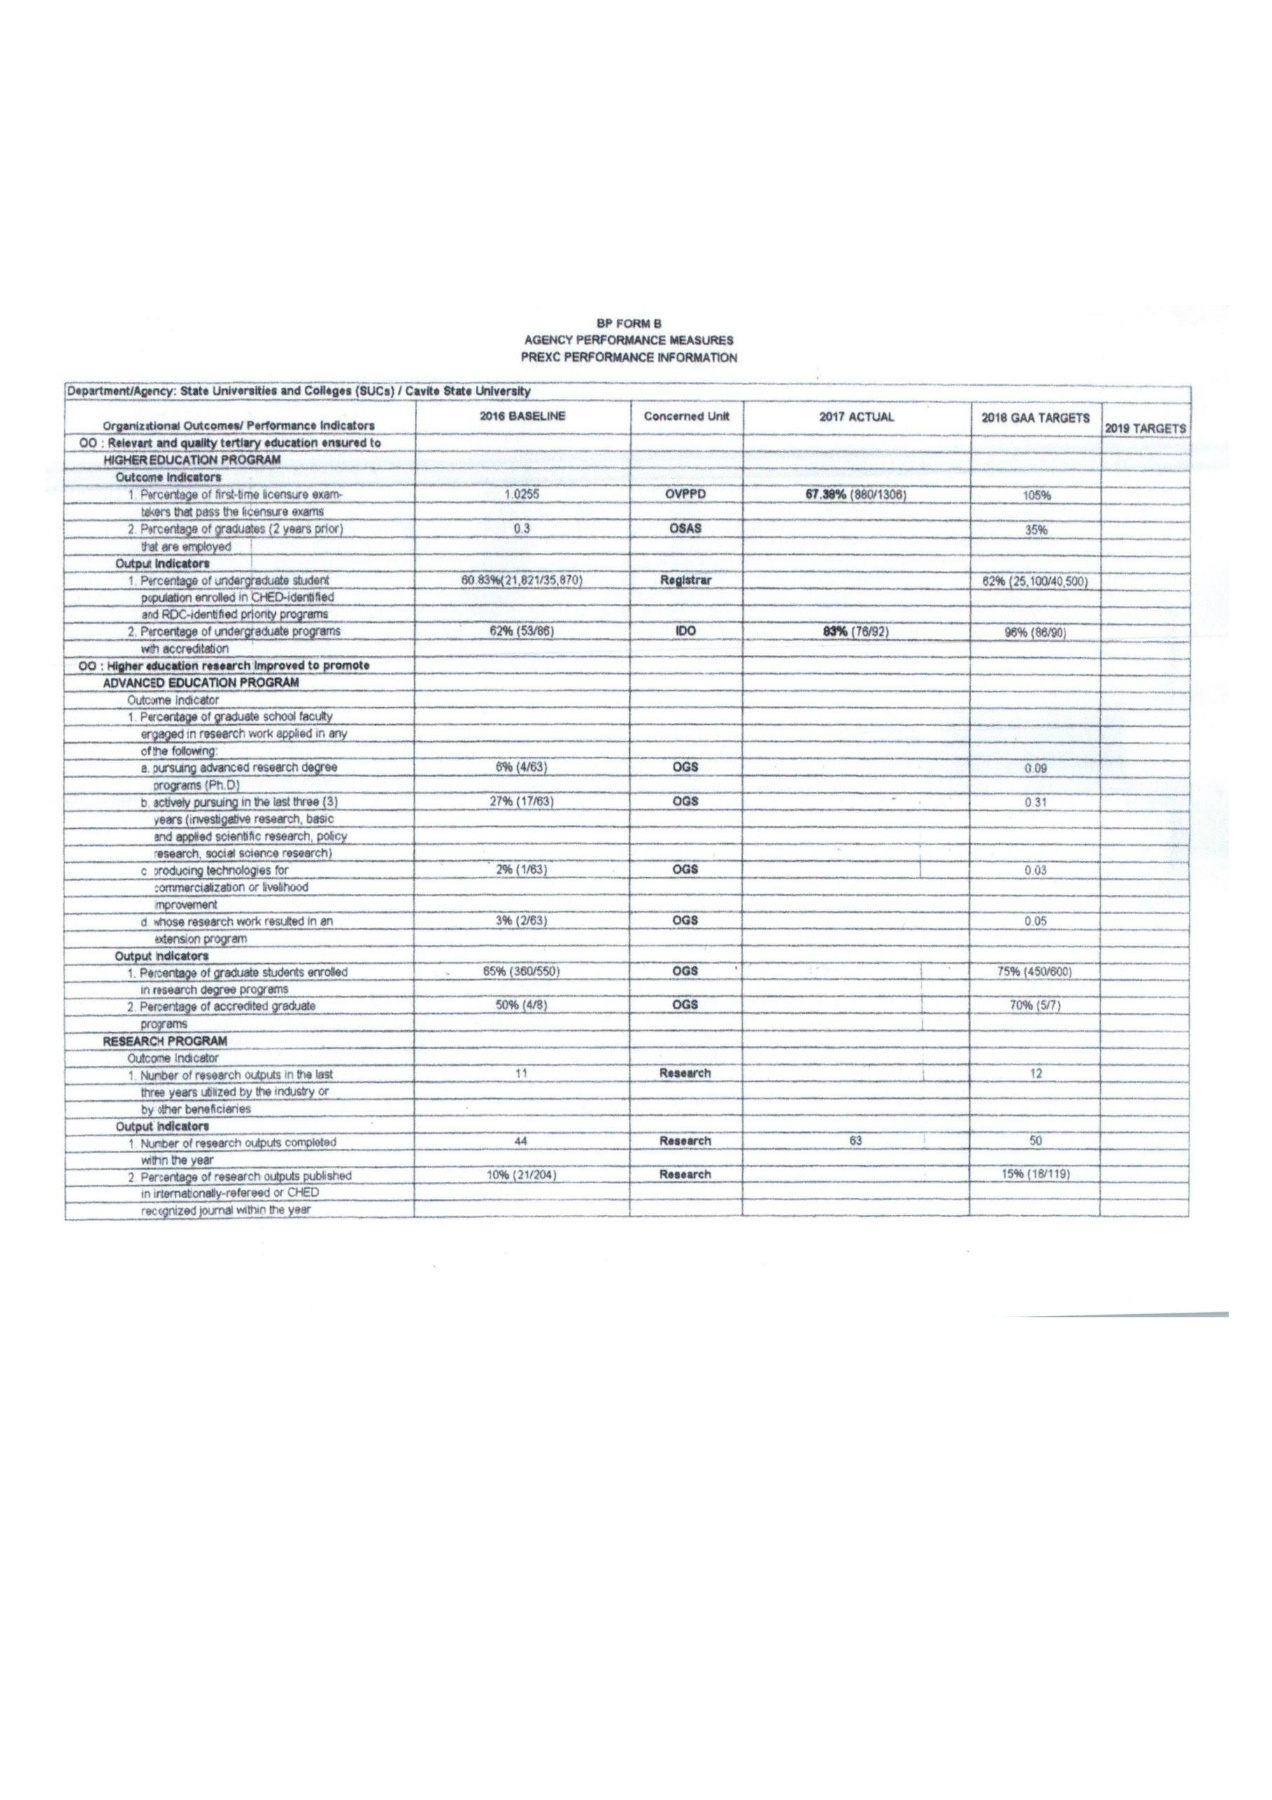 BP FORM B
AGENCY PERFORMANCE MEASURES
PREXC PERFORMANCE INFORMATION
Department/Agency: State Universities and Colleges (SUCs) / Cavite State University
Organizational Outcomes/ Performance Indicators 2016 BASELINE Concerned Unit 2017 ACTUAL 2018 GAA TARGETS 2019 TARGETS
OO : Relevant and quality tertiary education ensured to
HIGHER EDUCATION PROGRAM
Outcome Indicators
1. Percentage of first-time licensure exam- 1.0255 OVPPD 67.38% (880/1306) 105%
takers that pass the licensure exams
2. Percentage of graduates (2 years prior) 0.3 OSAS 35%
that are employed
Output Indicators
1. Percentage of undergraduate student 60.83%(21,821/35,870) Registrar 62% (25,100/40,500)
population enrolled in CHED-identified
and RDC-identified priority programs
2. Percentage of undergraduate programs 62% (53/86) IDO 83% (76/92) 96% (86/90)
with accreditation
OO : Higher education research improved to promote
ADVANCED EDUCATION PROGRAM
Outcome Indicator
1. Percentage of graduate school faculty
engaged in research work applied in any
of the following:
a. pursuing advanced research degree 6% (4/63) OGS 0.09
programs (Ph.D)
b. actively pursuing in the last three (3) 27% (17/63) OGS 0.31
years (investigative research, basic
and applied scientific research, policy
research, social science research)
c. producing technologies for 2% (1/63) OGS 0.03
commercialization or livelihood
improvement
d. whose research work resulted in an 3% (2/63) OGS 0.05
extension program
Output Indicators
1. Percentage of graduate students enrolled 65% (360/550) OGS 75% (450/600)
in research degree programs
2. Percentage of accredited graduate 50% (4/8) OGS 70% (5/7)
programs
RESEARCH PROGRAM
Outcome Indicator
1. Number of research outputs in the last 11 Research 12
three years utilized by the industry or
by other beneficiaries
Output Indicators
1. Number of research outputs completed 44 Research 63 50
within the year
2. Percentage of research outputs published 10% (21/204) Research 15% (18/119)
in internationally-refereed or CHED
recognized journal within the year